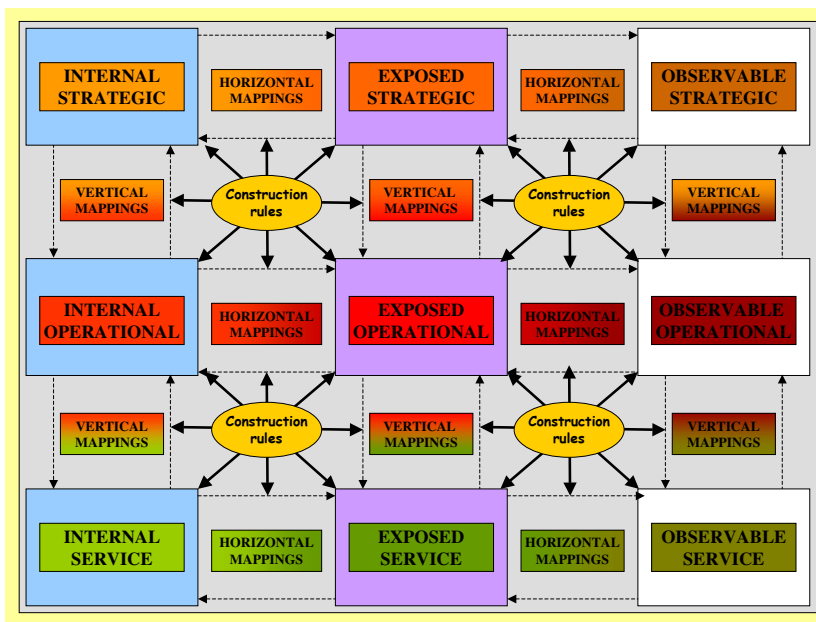 INTERNAL
STRATEGIC
HORIZONTAL
MAPPINGS
EXPOSED
STRATEGIC
HORIZONTAL
MAPPINGS
OBSERVABLE
STRATEGIC
VERTICAL
MAPPINGS
Construction
rules
VERTICAL
MAPPINGS
Construction
rules
VERTICAL
MAPPINGS
INTERNAL
OPERATIONAL
HORIZONTAL
MAPPINGS
EXPOSED
OPERATIONAL
HORIZONTAL
MAPPINGS
OBSERVABLE
OPERATIONAL
VERTICAL
MAPPINGS
Construction
rules
VERTICAL
MAPPINGS
Construction
rules
VERTICAL
MAPPINGS
INTERNAL
SERVICE
HORIZONTAL
MAPPINGS
EXPOSED
SERVICE
HORIZONTAL
MAPPINGS
OBSERVABLE
SERVICE